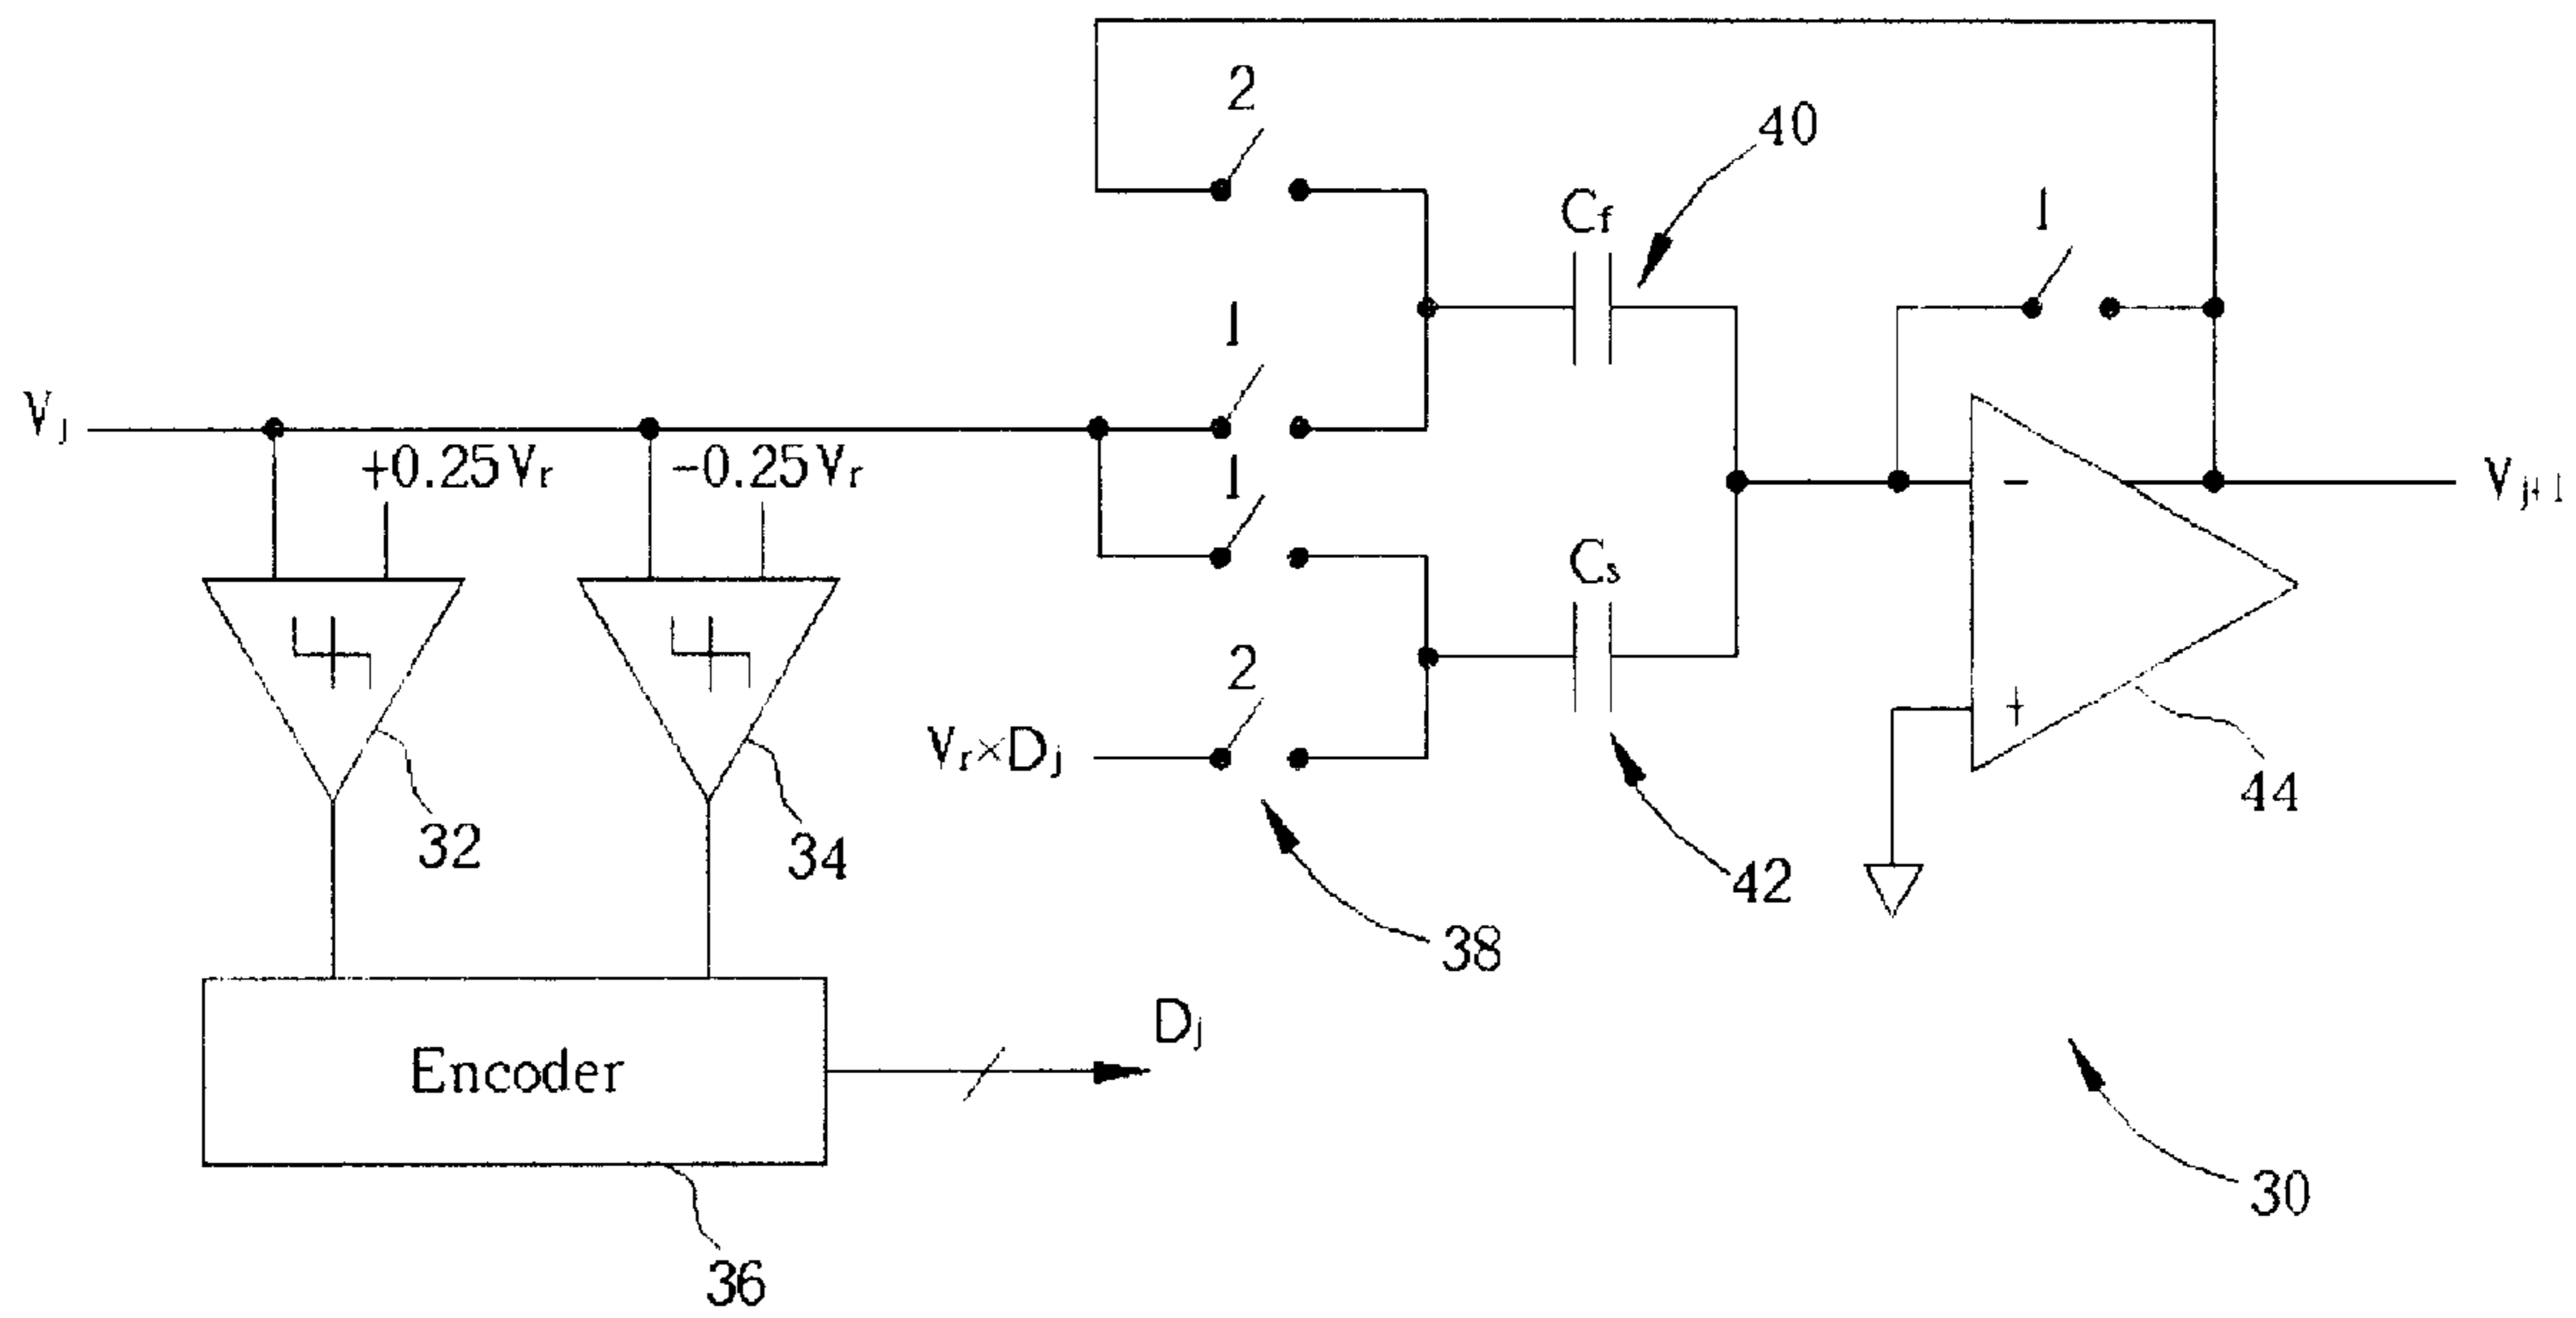 2
40
Cf
1
1
Vj
+0.25Vr
-0.25Vr
1
−
Vj+1
Cs
2
+
Vr×Dj
44
32
34
42
38
Dj
Encoder
30
36